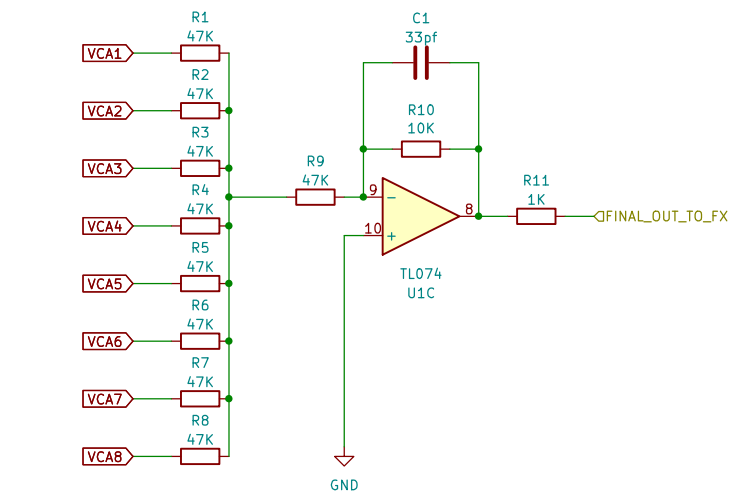 R1
47K
VCA1
R2
47K
VCA2
R3
47K
VCA3
R4
47K
VCA4
R5
47K
VCA5
R6
47K
VCA6
R7
47K
VCA7
R8
47K
VCA8
R9
47K
C1
33pf
R10
10K
9
-
10
+
8
TL074
U1C
R11
1K
FINAL_OUT_TO_FX
GND